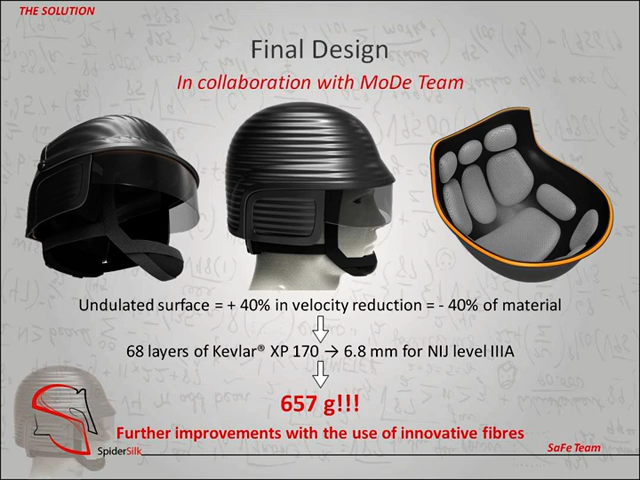 THE SOLUTION
Final Design
In collaboration with MoDe Team
Undulated surface = + 40% in velocity reduction = - 40% of material
68 layers of Kevlar® XP 170 → 6.8 mm for NIJ level IIIA
657 g!!!
Further improvements with the use of innovative fibres
SpiderSilk
SaFe Team